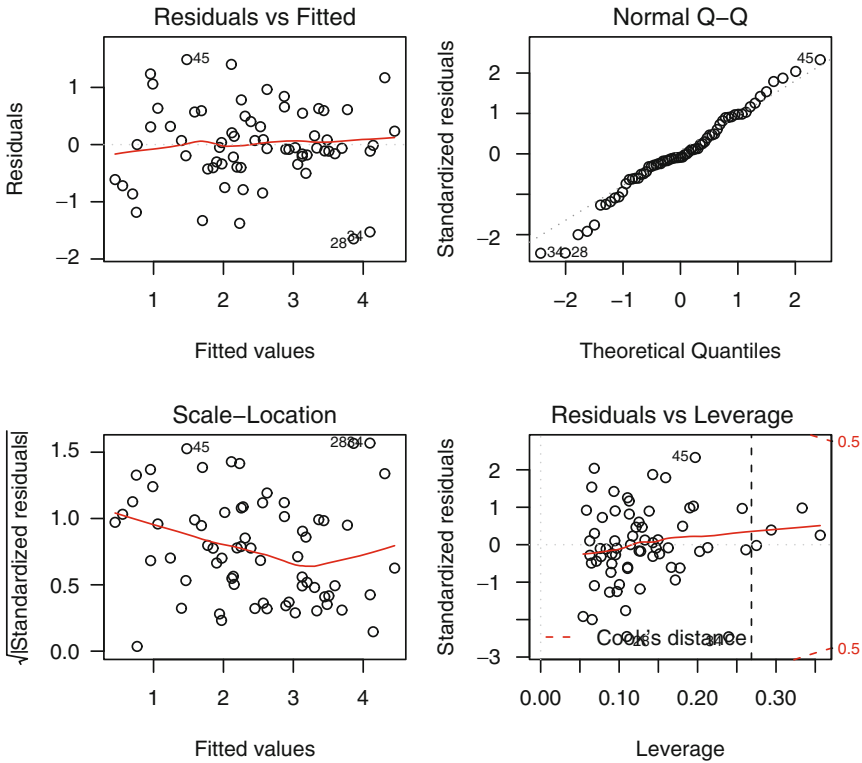 Residuals vs Fitted
Residuals
1
0
−1
−2
45
28
34
1 2 3 4
Fitted values
Normal Q−Q
Standardized residuals
2
1
0
−2
45
34 28
−2 −1 0 1 2
Theoretical Quantiles
Scale−Location
√|Standardized residuals|
1.5
1.0
0.5
0.0
45
28 34
1 2 3 4
Fitted values
Residuals vs Leverage
Standardized residuals
2
1
0
−1
−3
45
28
34
Cook's distance
0.5
0.5
0.00 0.10 0.20 0.30
Leverage